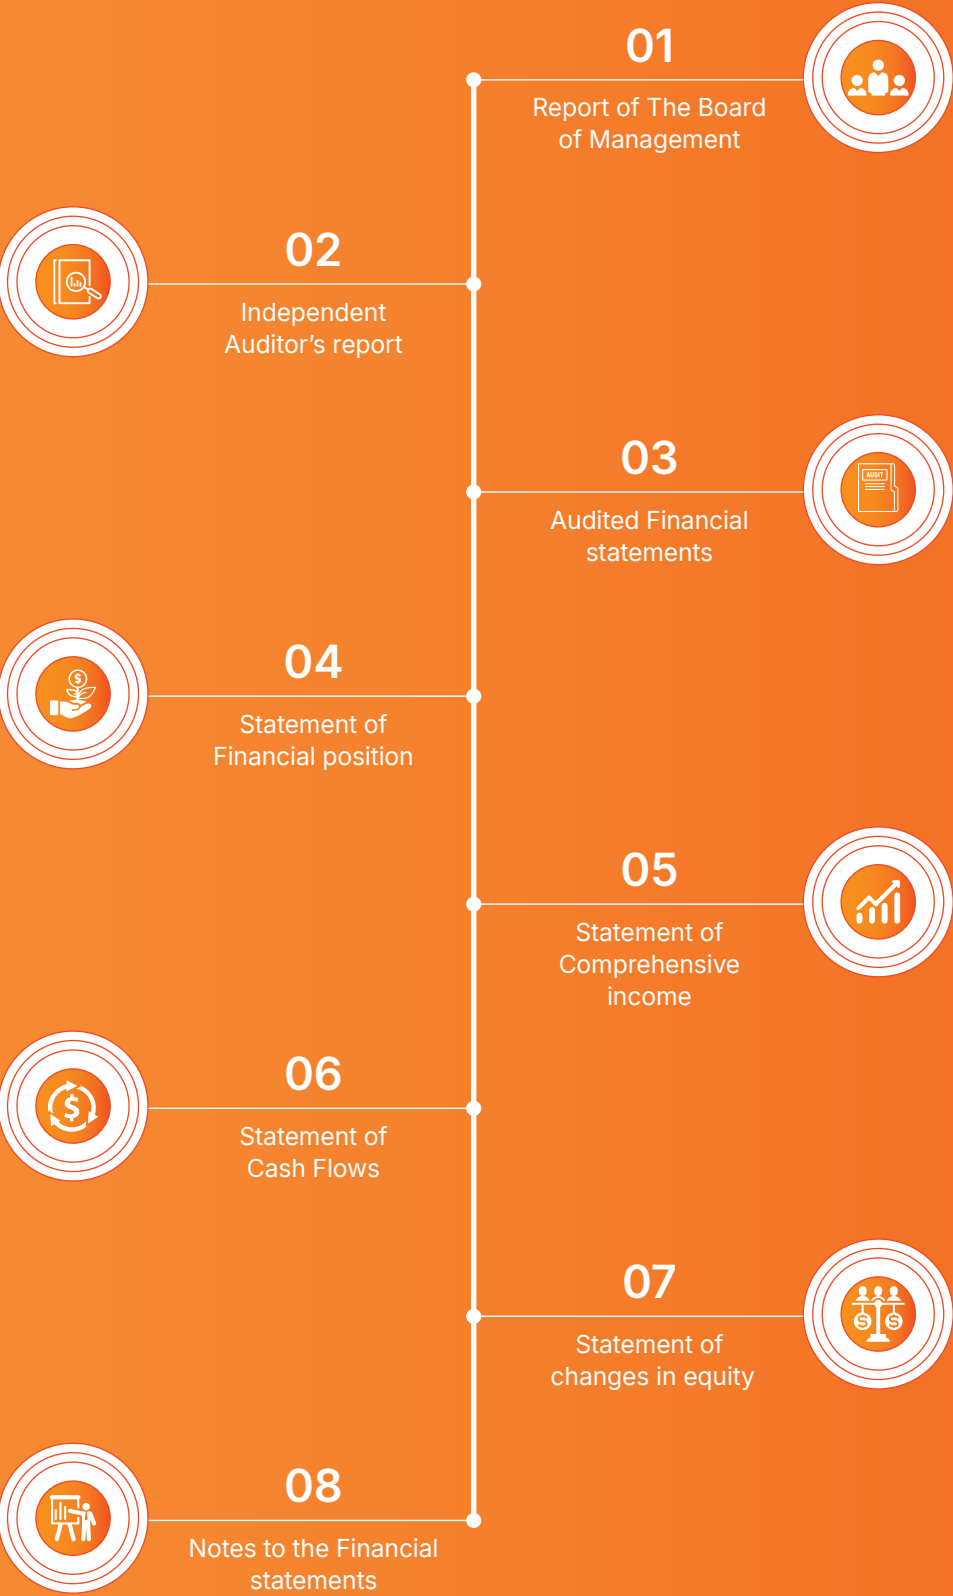 01
Report of The Board
of Management
02
Independent
Auditor’s report
03
Audited Financial
statements
AUDIT
04
Statement of
Financial position
$
05
Statement of
Comprehensive
income
06
Statement of
Cash Flows
$
07
Statement of
changes in equity
$ $
08
Notes to the Financial
statements